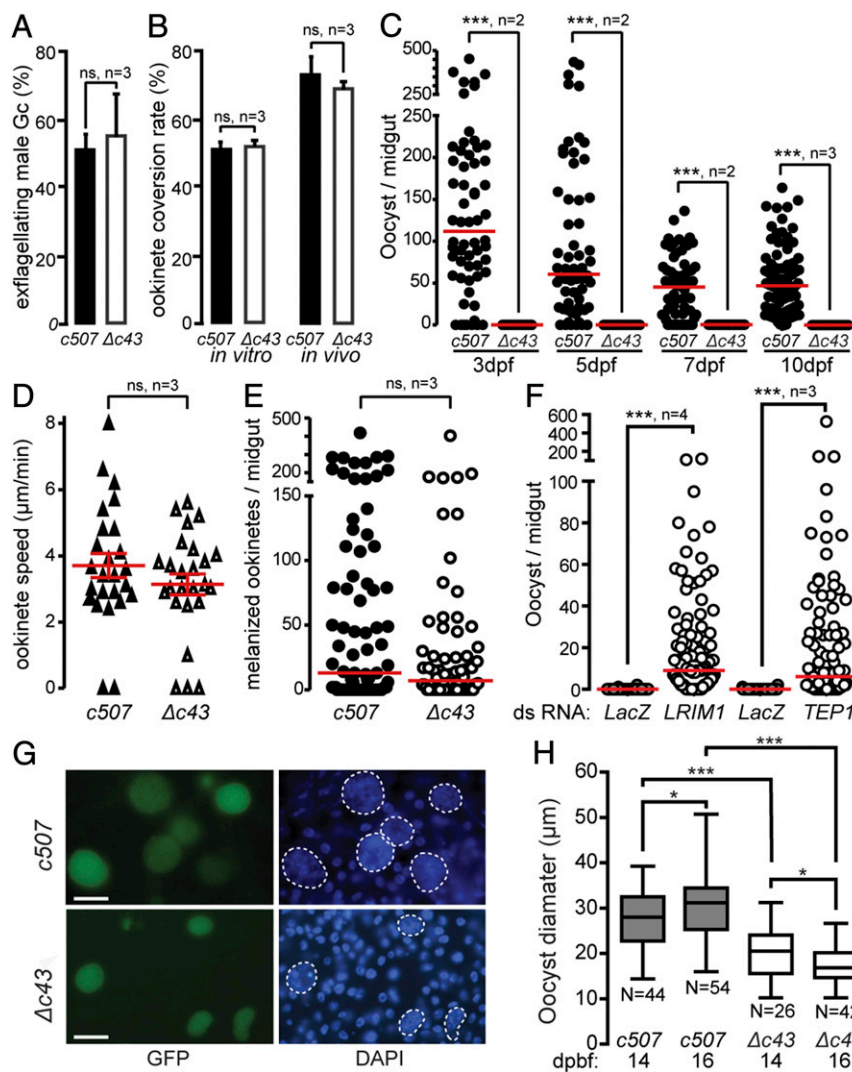 A
exflagellating male Gc (%)
80
60
40
20
0
ns, n=3
c507
Δc43
B
ookinete coversion rate (%)
80
60
40
20
0
ns, n=3
ns, n=3
c507 Δc43
in vitro
c507 Δc43
in vivo
C
Oocyst / midgut
500
250
200
150
100
50
0
***, n=2
***, n=2
***, n=2
***, n=3
c507 Δc43
3dpf
c507 Δc43
5dpf
c507 Δc43
7dpf
c507 Δc43
10dpf
D
ookinete speed (µm/min)
8
6
4
2
0
ns, n=3
c507
Δc43
E
melanized ookinetes / midgut
500
200
150
100
50
0
ns, n=3
c507
Δc43
F
Oocyst / midgut
600
400
200
100
80
60
40
20
0
***, n=4
***, n=3
ds RNA: LacZ LRIM1 LacZ TEP1
G
c507
Δc43
GFP
DAPI
H
Oocyst diamater (µm)
60
50
40
30
20
10
0
***
***
*
*
N=44
N=54
N=26
N=42
c507 c507 Δc43 Δc4
dpbf: 14 16 14 16